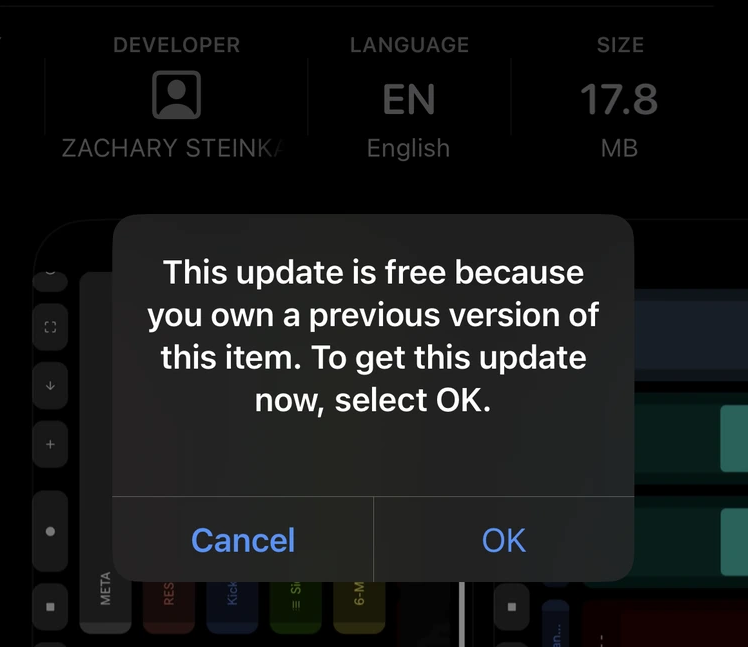 DEVELOPER
LANGUAGE
SIZE
EN
17.8
ZACHARY STEINKA
English
MB
This update is free because
you own a previous version of
this item. To get this update
now, select OK.
Cancel
OK
META
RES
Kick
Si
6-M
an...